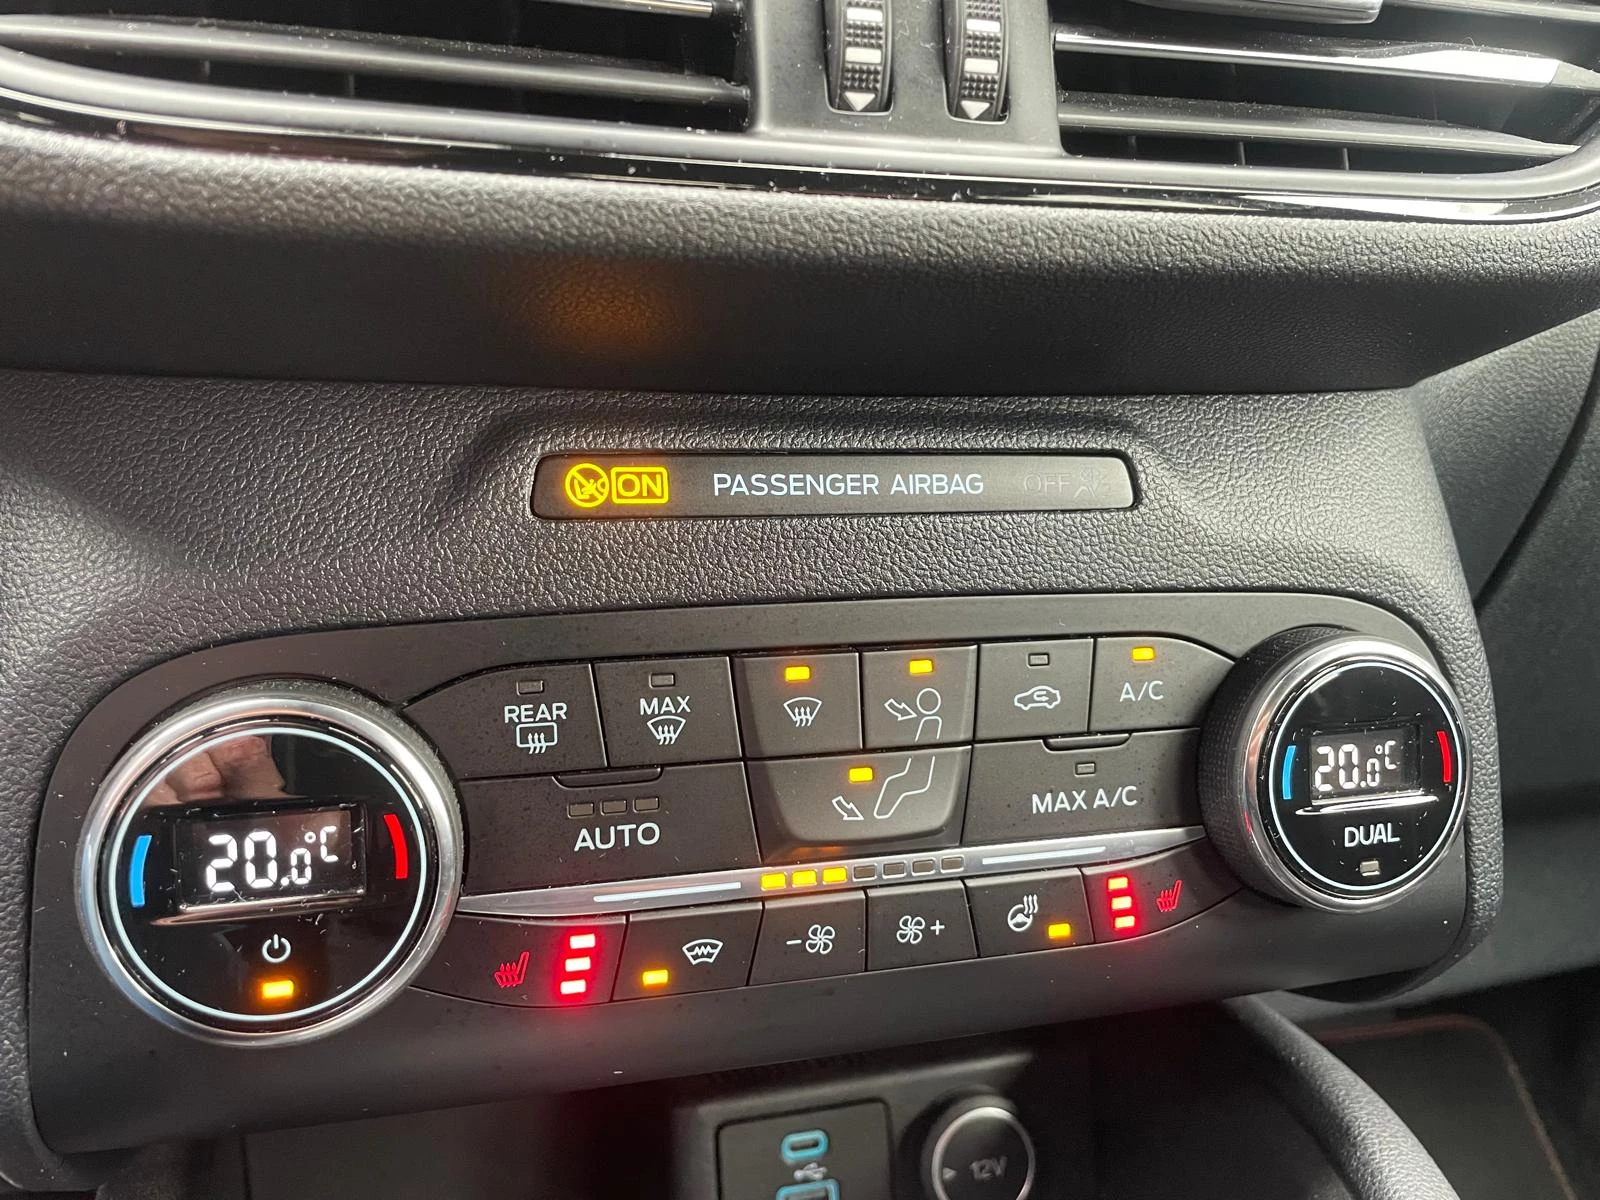 ON PASSENGER AIRBAG OFF
REAR
MAX
A/C
AUTO
MAX A/C
20.0°C
20.0°C
DUAL
- +
12V